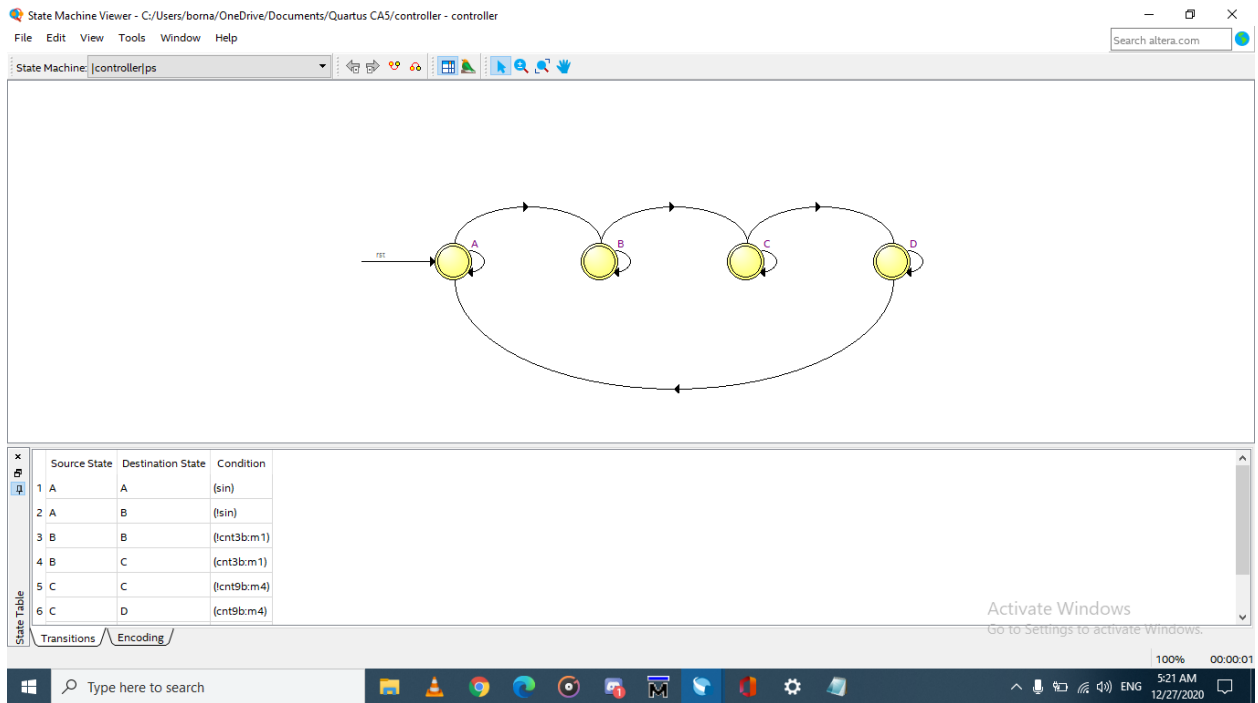 State Machine Viewer - C:/Users/borna/OneDrive/Documents/Quartus CA5/controller - controller
File Edit View Tools Window Help
Search altera.com
State Machine: |controller|ps
rst
A
B
C
D
Source State Destination State Condition
1 A A (sin)
2 A B (!sin)
3 B B (!cnt3b:m1)
4 B C (cnt3b:m1)
5 C C (!cnt9b:m4)
6 C D (cnt9b:m4)
State Table
Transitions Encoding
Activate Windows
Go to Settings to activate Windows.
100% 00:00:01
Type here to search
ENG
5:21 AM
12/27/2020